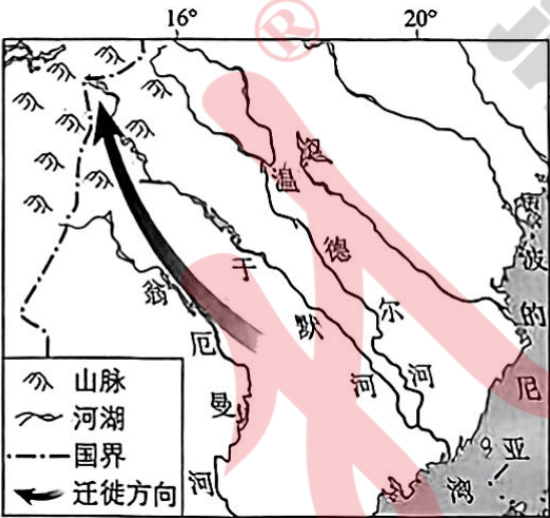 16° 20°
®
温德尔河
于默河
翁厄曼河
波的尼亚湾
山脉
河湖
国界
迁徙方向